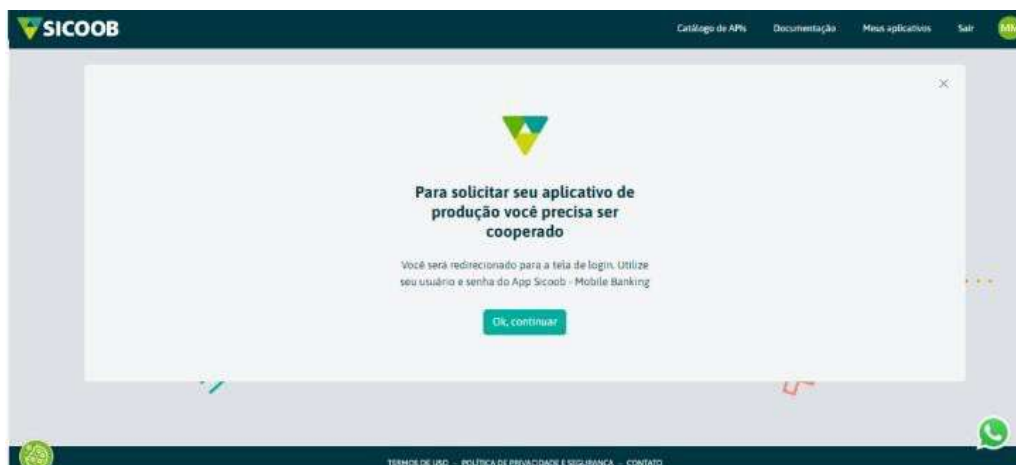 SICOOB
Catálogo de APIs Documentação Meus aplicativos Sair MM
Para solicitar seu aplicativo de
produção você precisa ser
cooperado
Você será redirecionado para a tela de login. Utilize
seu usuário e senha do App Sicoob - Mobile Banking
Ok, continuar
TERMOS DE USO - POLÍTICA DE PRIVACIDADE E SEGURANÇA - CONTATO